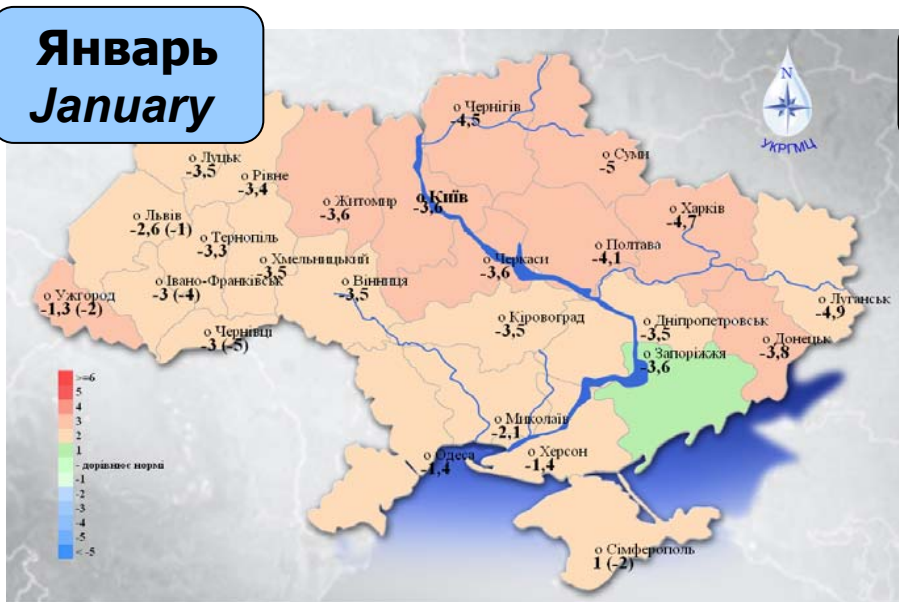 Январь
January
N
УКРГМЦ
о Чернігів
-4,5
о Луцьк
-3,5
о Рівне
-3,4
о Суми
-5
о Житомир
-3,6
о Київ
-3,6
о Харків
-4,7
о Львів
-2,6 (-1)
о Тернопіль
-3,3
о Хмельницький
-3,5
о Черкаси
-3,6
о Полтава
-4,1
о Вінниця
-3,5
о Івано-Франківськ
-3 (-4)
о Ужгород
-1,3 (-2)
о Луганськ
-4,9
о Чернівці
-3 (-5)
о Кіровоград
-3,5
о Дніпропетровськ
-3,5
о Донецьк
-3,8
о Запоріжжя
-3,6
о Миколаїв
-2,1
о Одеса
-1,4
о Херсон
-1,4
о Сімферополь
1 (-2)
>=6
5
4
3
2
1
- дорівнює нормі
-1
-2
-3
-4
-5
< -5